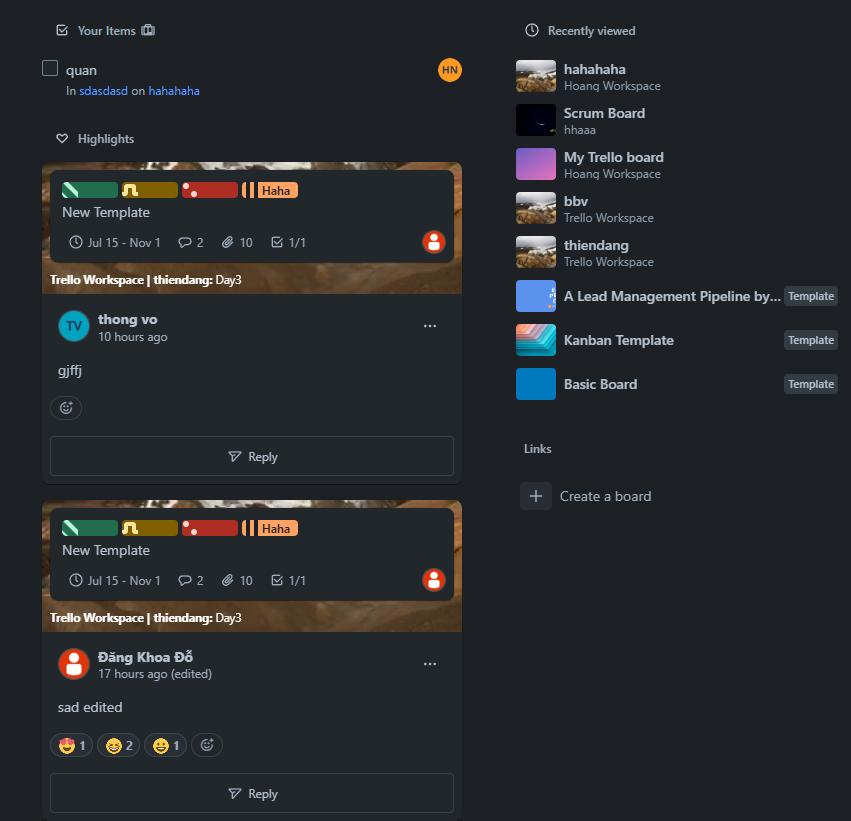 Your Items
quan
HN
In sdasdasd on hahahaha
Highlights
Haha
New Template
Jul 15 - Nov 1 2 10 1/1
Trello Workspace | thiendang: Day3
TV
thong vo
10 hours ago
gjffj
Reply
Haha
New Template
Jul 15 - Nov 1 2 10 1/1
Trello Workspace | thiendang: Day3
Đăng Khoa Đỗ
17 hours ago (edited)
sad edited
1 2 1
Reply
Recently viewed
hahahaha
Hoang Workspace
Scrum Board
hhaaa
My Trello board
Hoang Workspace
bbv
Trello Workspace
thiendang
Trello Workspace
A Lead Management Pipeline by... Template
Kanban Template Template
Basic Board Template
Links
Create a board